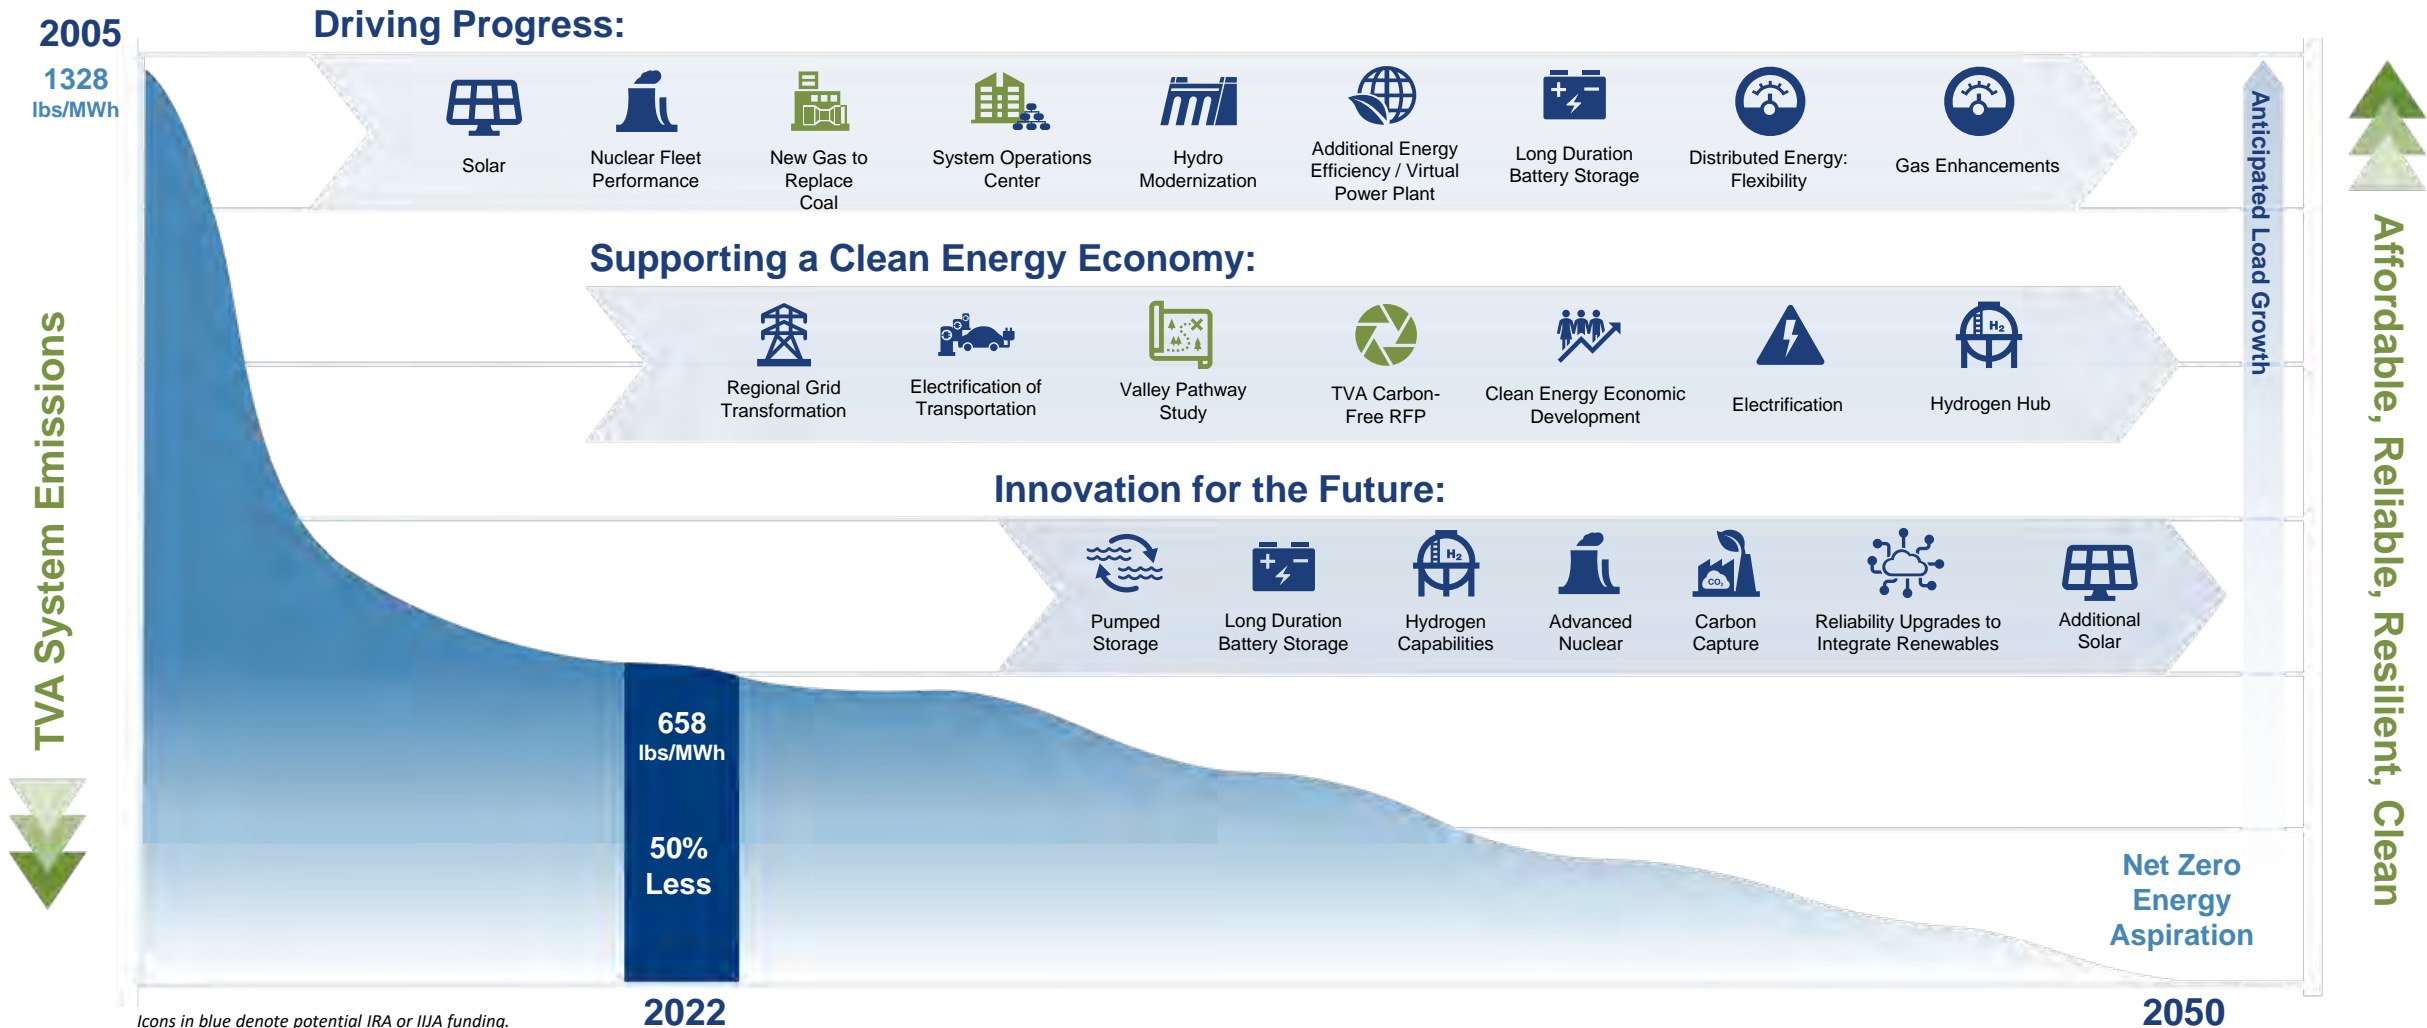 Driving Progress:
2005
1328
lbs/MWh
Solar
Nuclear Fleet
Performance
New Gas to
Replace
Coal
System Operations
Center
Hydro
Modernization
Additional Energy
Efficiency / Virtual
Power Plant
Long Duration
Battery Storage
Distributed Energy:
Flexibility
Gas Enhancements
Supporting a Clean Energy Economy:
Regional Grid
Transformation
Electrification of
Transportation
Valley Pathway
Study
TVA Carbon-
Free RFP
Clean Energy Economic
Development
Electrification
H₂
Hydrogen Hub
Innovation for the Future:
Pumped
Storage
Long Duration
Battery Storage
H₂
Hydrogen
Capabilities
Advanced
Nuclear
CO₂
Carbon
Capture
Reliability Upgrades to
Integrate Renewables
Additional
Solar
TVA System Emissions
Anticipated Load Growth
Affordable, Reliable, Resilient, Clean
658
lbs/MWh
50%
Less
Net Zero
Energy
Aspiration
2022
2050
Icons in blue denote potential IRA or IIJA funding.